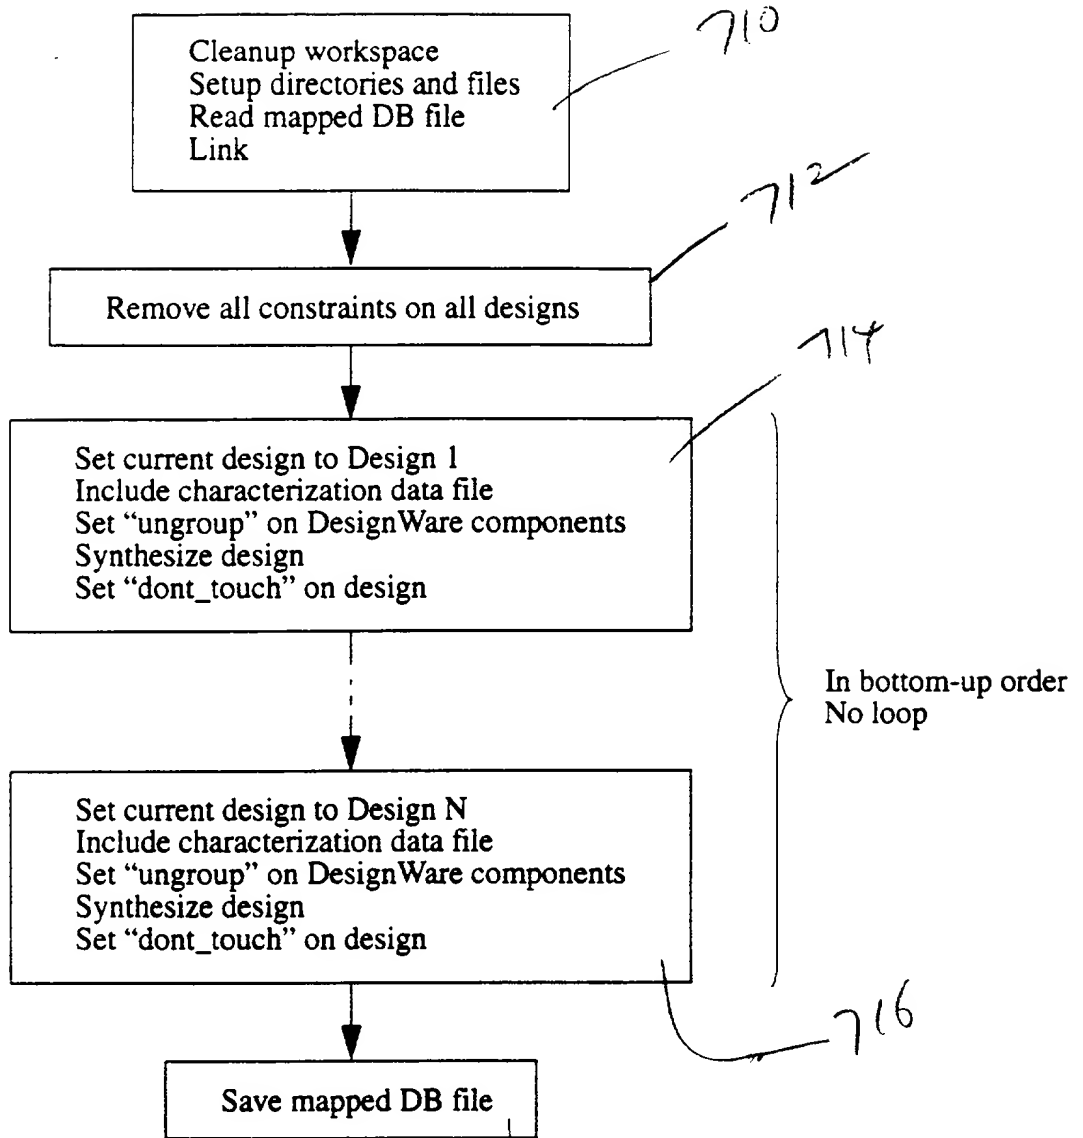 710
Cleanup workspace
Setup directories and files
Read mapped DB file
Link
712
Remove all constraints on all designs
714
Set current design to Design 1
Include characterization data file
Set “ungroup” on DesignWare components
Synthesize design
Set “dont_touch” on design
In bottom-up order
No loop
Set current design to Design N
Include characterization data file
Set “ungroup” on DesignWare components
Synthesize design
Set “dont_touch” on design
716
Save mapped DB file